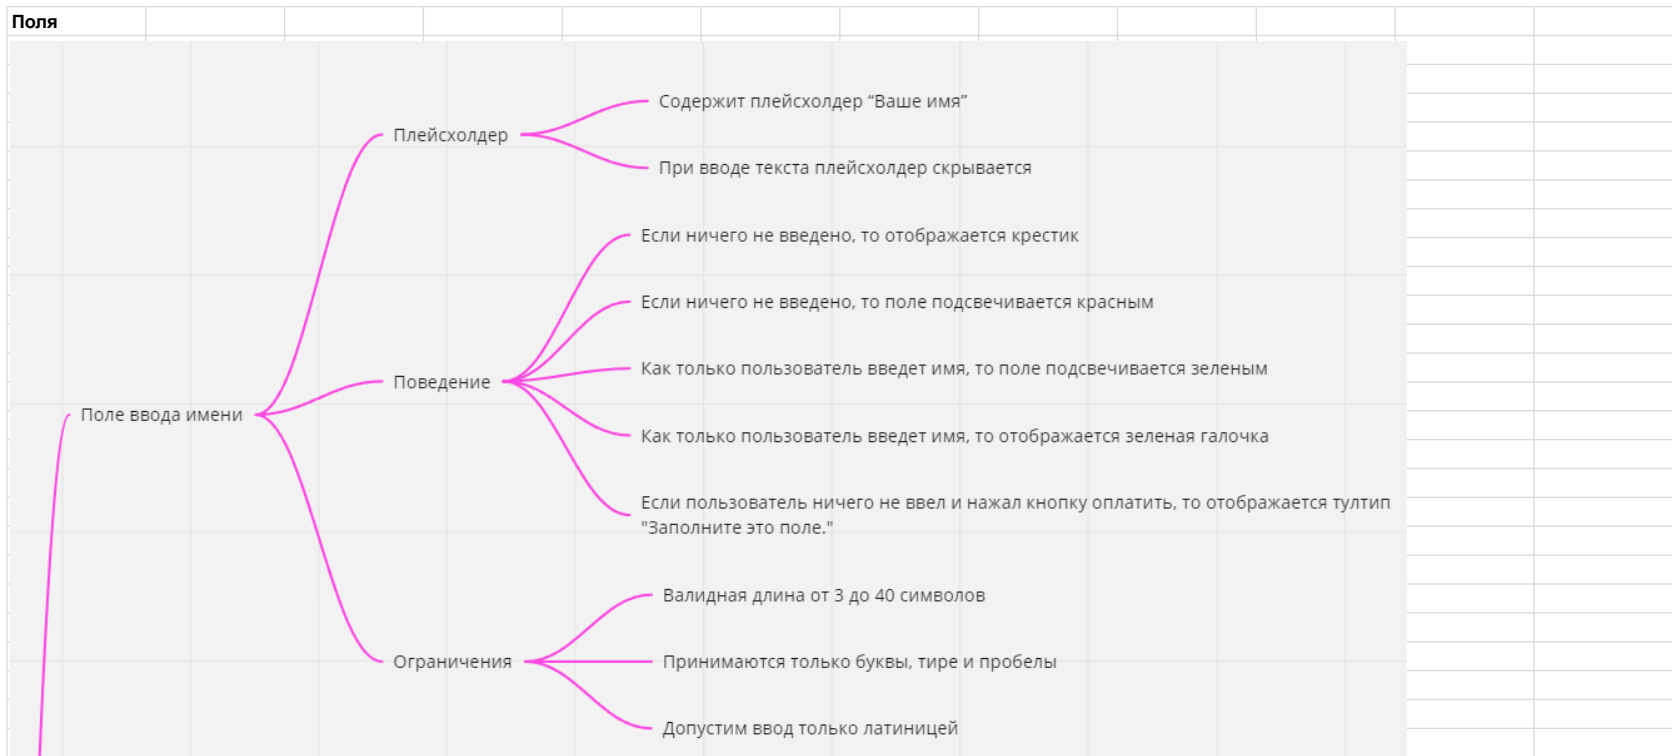 Поля
Содержит плейсхолдер “Ваше имя”
Плейсхолдер
При вводе текста плейсхолдер скрывается
Если ничего не введено, то отображается крестик
Если ничего не введено, то поле подсвечивается красным
Как только пользователь введет имя, то поле подсвечивается зеленым
Поведение
Поле ввода имени
Как только пользователь введет имя, то отображается зеленая галочка
Если пользователь ничего не ввел и нажал кнопку оплатить, то отображается тултип
"Заполните это поле."
Валидная длина от 3 до 40 символов
Ограничения
Принимаются только буквы, тире и пробелы
Допустим ввод только латиницей